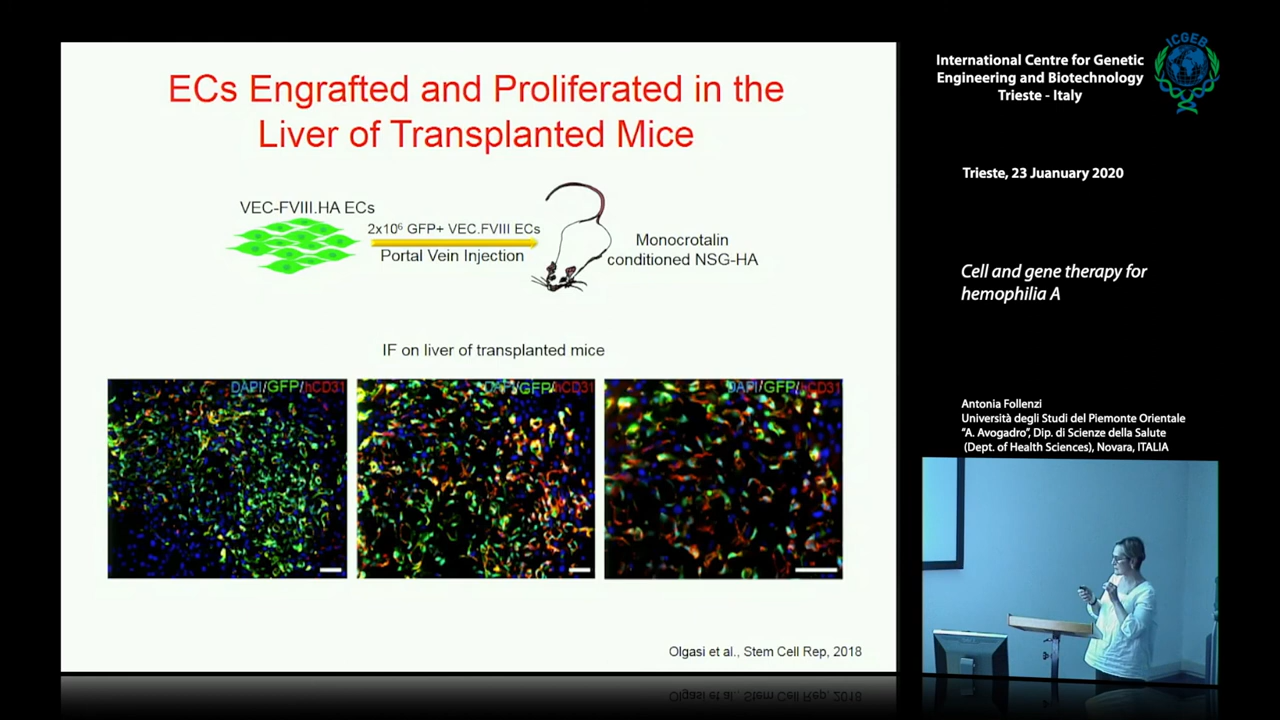 ECs Engrafted and Proliferated in the
Liver of Transplanted Mice
VEC-FVIII.HA ECs
2x10⁶ GFP+ VEC.FVIII ECs
Portal Vein Injection
Monocrotalin
conditioned NSG-HA
IF on liver of transplanted mice
DAPI/GFP/hCD31
DAPI/GFP/hCD31
DAPI/GFP/hCD31
Olgasi et al., Stem Cell Rep, 2018
International Centre for Genetic
Engineering and Biotechnology
Trieste - Italy
ICGEB
Trieste, 23 Juanuary 2020
Cell and gene therapy for
hemophilia A
Antonia Follenzi
Università degli Studi del Piemonte Orientale
"A. Avogadro", Dip. di Scienze della Salute
(Dept. of Health Sciences), Novara, ITALIA